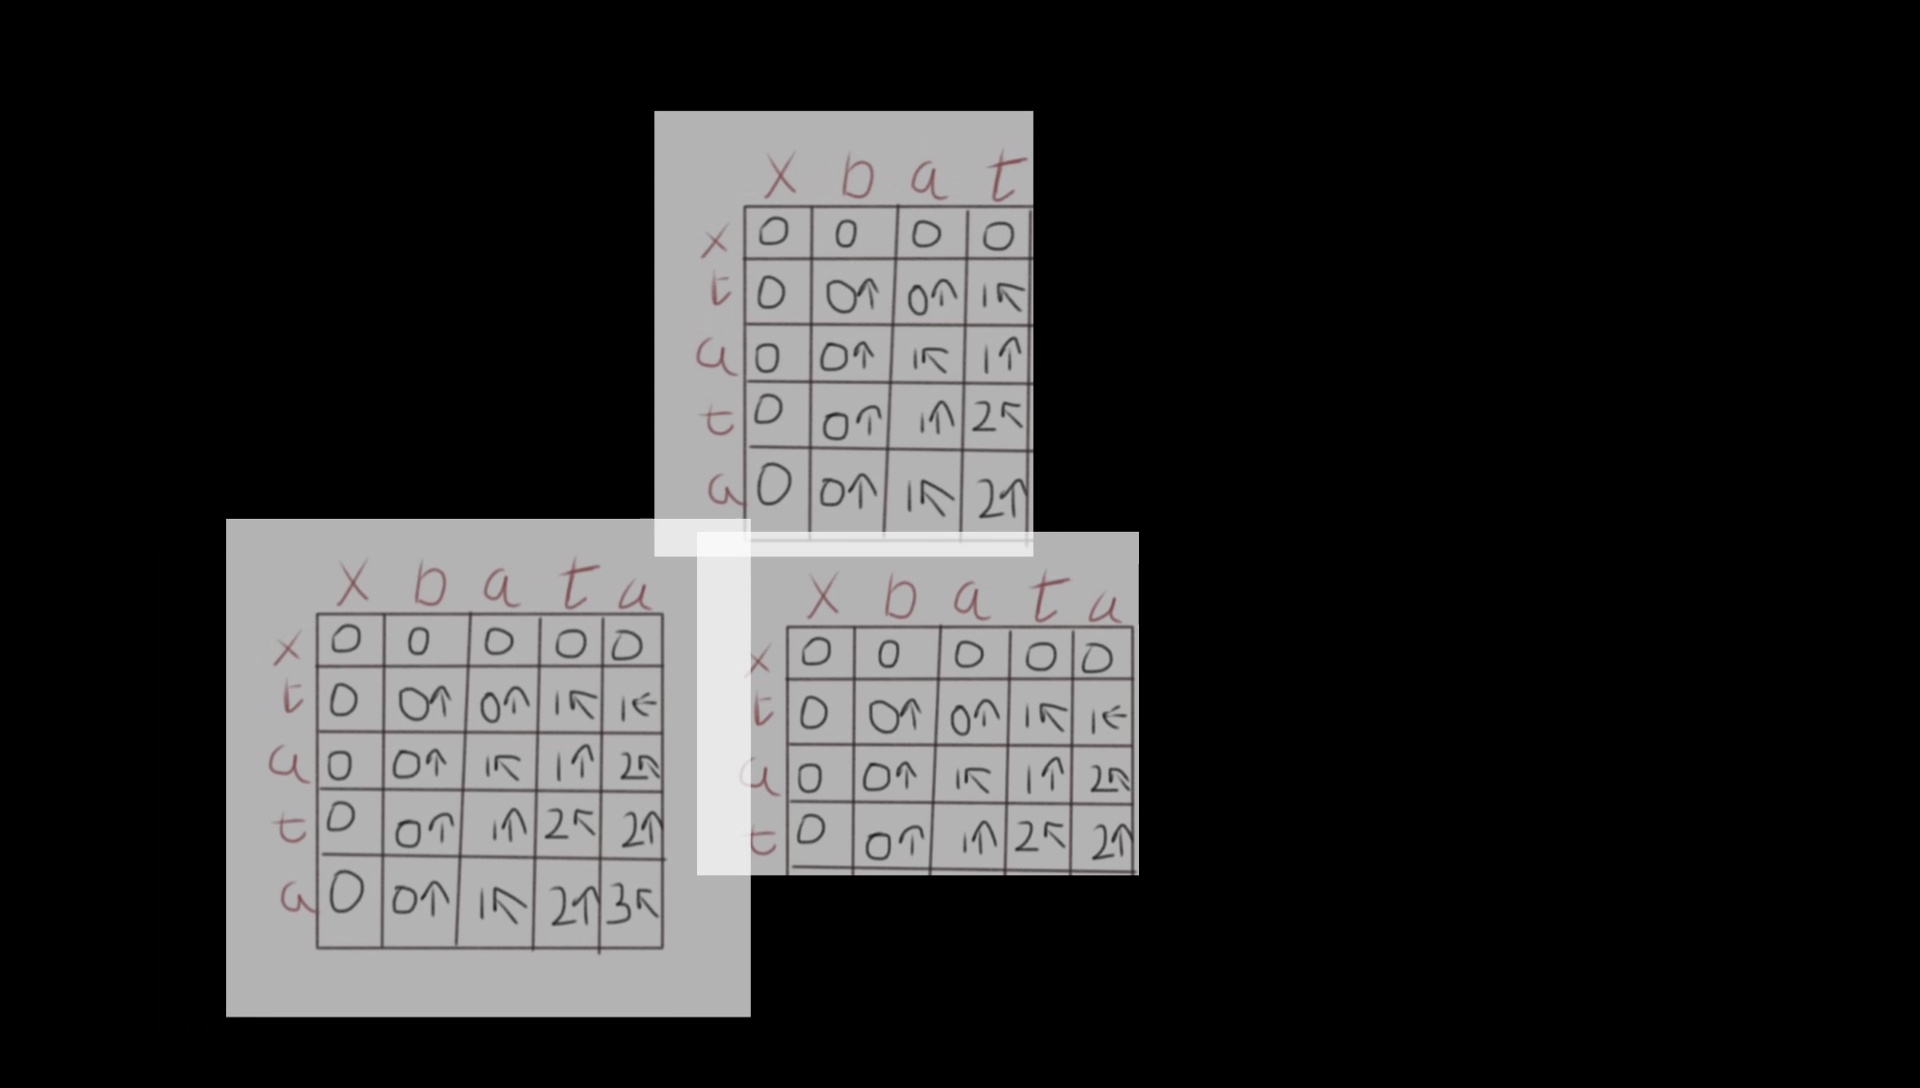 x b a t
x 0 0 0 0
t 0 0↑ 0↑ 1↖
a 0 0↑ 1↖ 1↑
t 0 0↑ 1↑ 2↖
a 0 0↑ 1↖ 2↑
x b a t a
x 0 0 0 0 0
t 0 0↑ 0↑ 1↖ 1←
a 0 0↑ 1↖ 1↑ 2↖
t 0 0↑ 1↑ 2↖ 2↑
a 0 0↑ 1↖ 2↑ 3↖
x b a t a
x 0 0 0 0 0
t 0 0↑ 0↑ 1↖ 1←
a 0 0↑ 1↖ 1↑ 2↖
t 0 0↑ 1↑ 2↖ 2↑